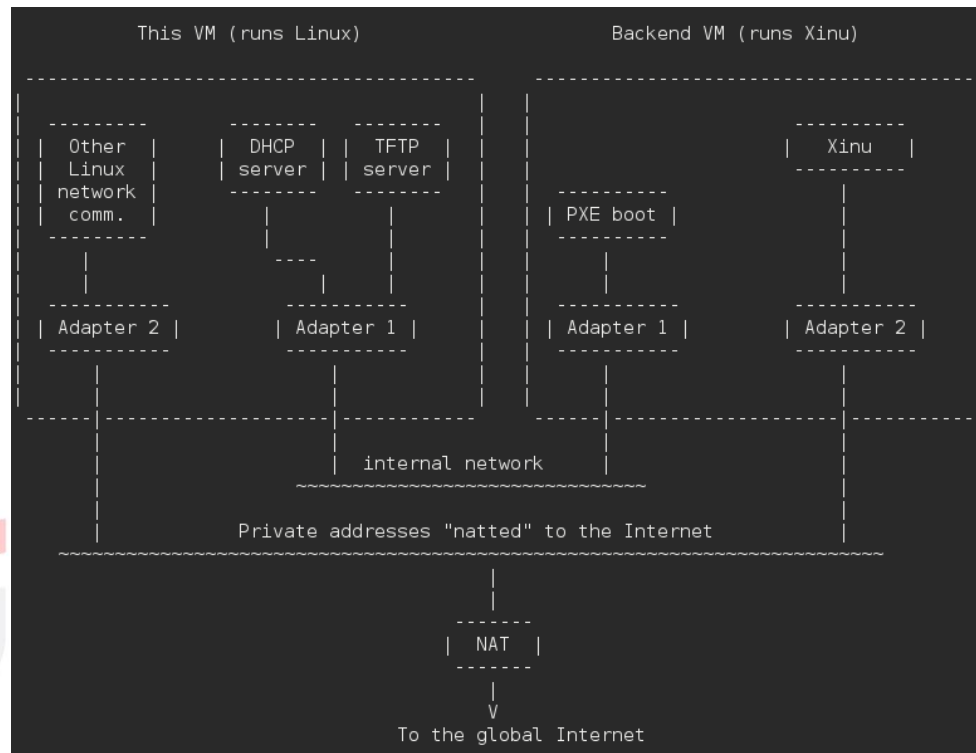 This VM (runs Linux) Backend VM (runs Xinu)
Other DHCP TFTP Xinu
Linux server server
network
comm. PXE boot
Adapter 2 Adapter 1 Adapter 1 Adapter 2
internal network
Private addresses "natted" to the Internet
NAT
V
To the global Internet